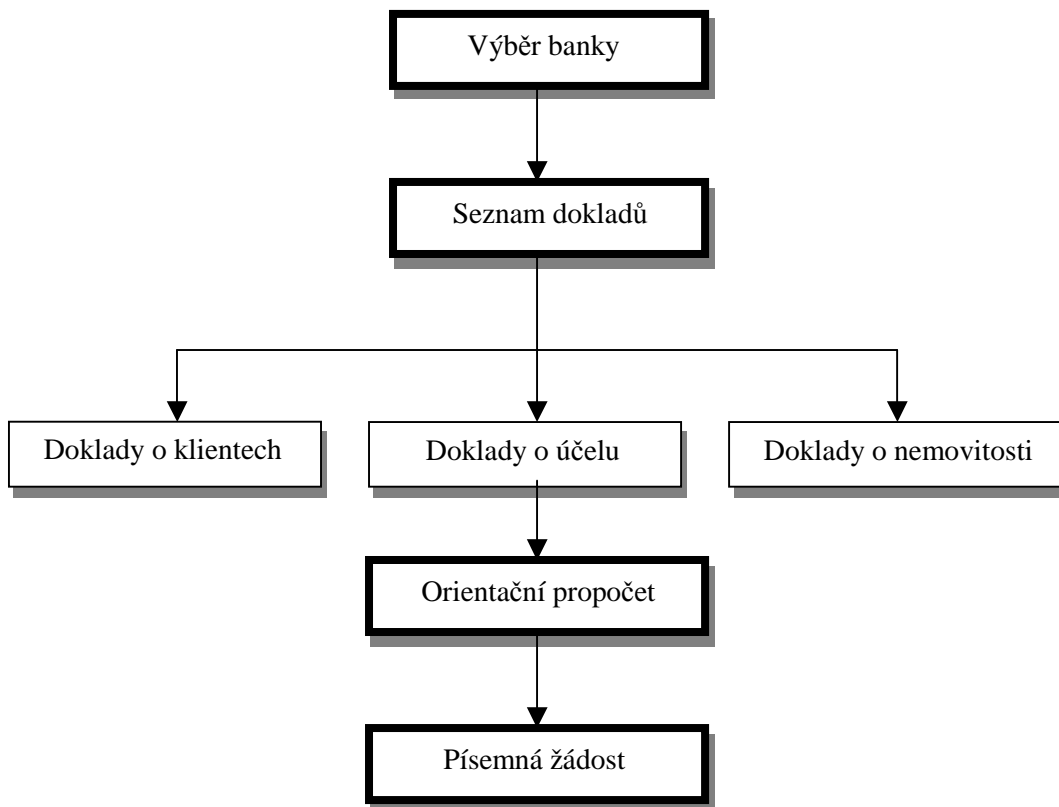 Výběr banky
Seznam dokladů
Doklady o klientech
Doklady o účelu
Doklady o nemovitosti
Orientační propočet
Písemná žádost